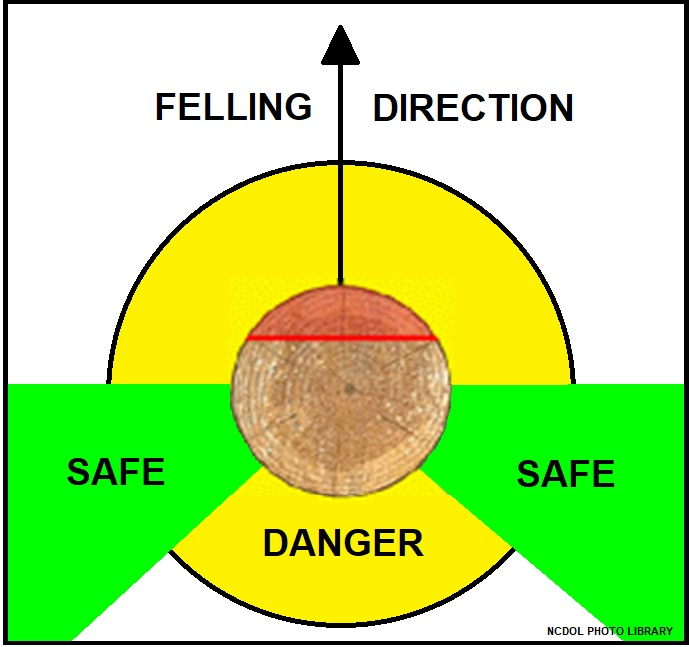 FELLING DIRECTION
SAFE SAFE
DANGER
NCDOL PHOTO LIBRARY